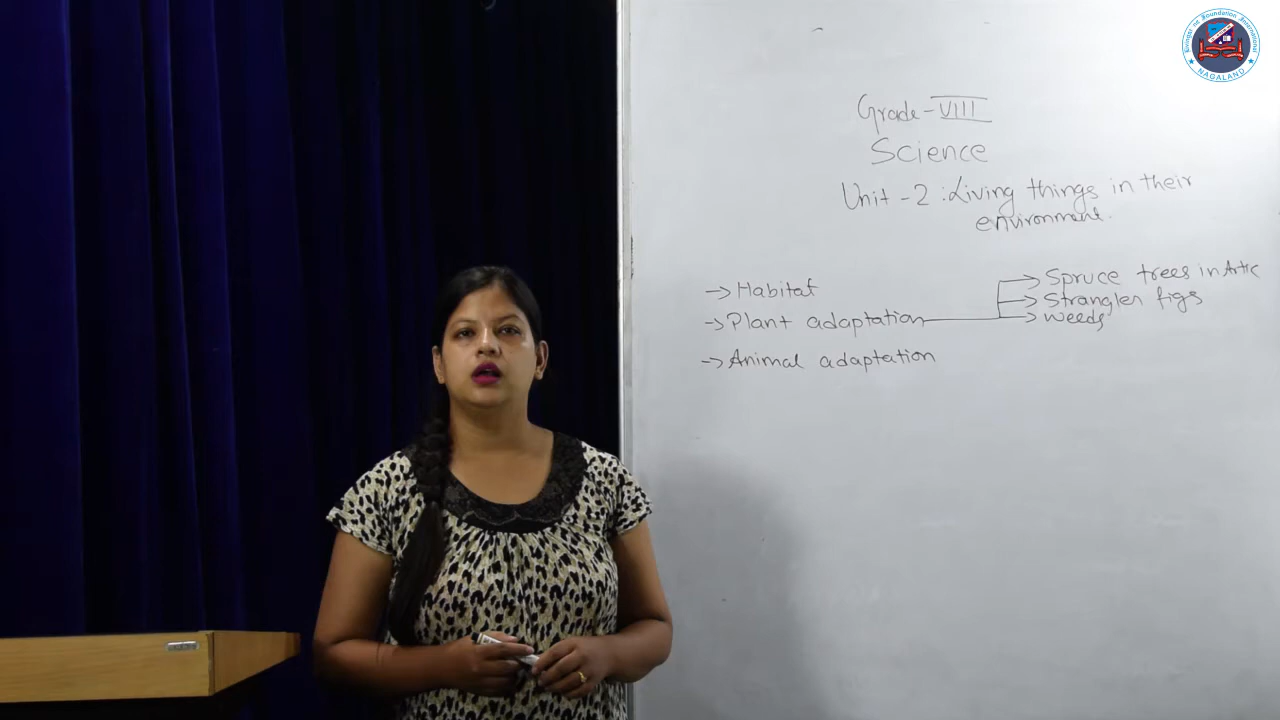 Grade - VIII
Science
Unit - 2 : Living things in their
environment.
→ Habitat
→ Plant adaptation
→ Spruce trees in Artic
→ Strangler figs
→ Weeds
→ Animal adaptation
NAGALAND